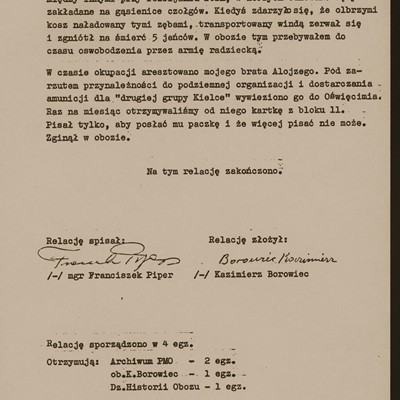 zakładane na gąsienice czołgów. Kiedyś zdarzyło się, że olbrzymi
kosz naładowany tymi zębami, transportowany windą zerwał się
i zgniótł na śmierć 5 jeńców. W obozie tym przebywałem do
czasu oswobodzenia przez armię radziecką.
W czasie okupacji aresztowano mojego brata Alojzego. Pod za-
rzutem przynależności do podziemnej organizacji i dostarczania
amunicji dla "drugiej grupy Kielce" wywieziono go do Oświęcimia.
Raz na miesiąc otrzymywaliśmy od niego kartkę z bloku 11.
Pisał tylko, aby posłać mu paczkę i że więcej pisać nie może.
Zginął w obozie.
Na tym relację zakończono.
Relację spisał: Relację złożył:
Franciszek Piper Borowiec Kazimierz
/-/ mgr Franciszek Piper /-/ Kazimierz Borowiec
Relację sporządzono w 4 egz.
Otrzymują: Archiwum PMO - 2 egz.
ob.K.Borowiec - 1 egz.
Dz.Historii Obozu - 1 egz.